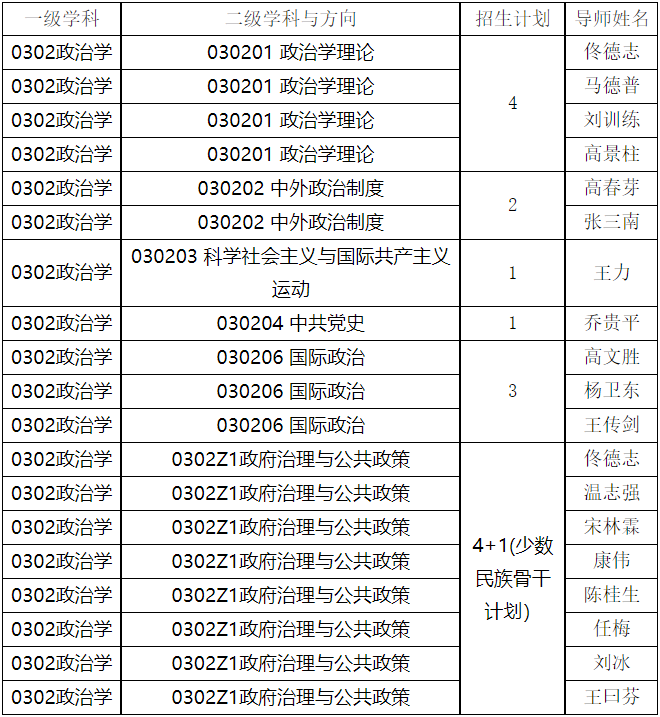 一级学科 二级学科与方向 招生计划 导师姓名
0302政治学 030201 政治学理论 4 佟德志
0302政治学 030201 政治学理论 马德普
0302政治学 030201 政治学理论 刘训练
0302政治学 030201 政治学理论 高景柱
0302政治学 030202 中外政治制度 2 高春芽
0302政治学 030202 中外政治制度 张三南
0302政治学 030203 科学社会主义与国际共产主义
运动 1 王力
0302政治学 030204 中共党史 1 乔贵平
0302政治学 030206 国际政治 3 高文胜
0302政治学 030206 国际政治 杨卫东
0302政治学 030206 国际政治 王传剑
0302政治学 0302Z1政府治理与公共政策 佟德志
0302政治学 0302Z1政府治理与公共政策 温志强
0302政治学 0302Z1政府治理与公共政策 宋林霖
4+1(少数
民族骨干
计划)
0302政治学 0302Z1政府治理与公共政策 康伟
0302政治学 0302Z1政府治理与公共政策 陈桂生
0302政治学 0302Z1政府治理与公共政策 任梅
0302政治学 0302Z1政府治理与公共政策 刘冰
0302政治学 0302Z1政府治理与公共政策 王曰芬